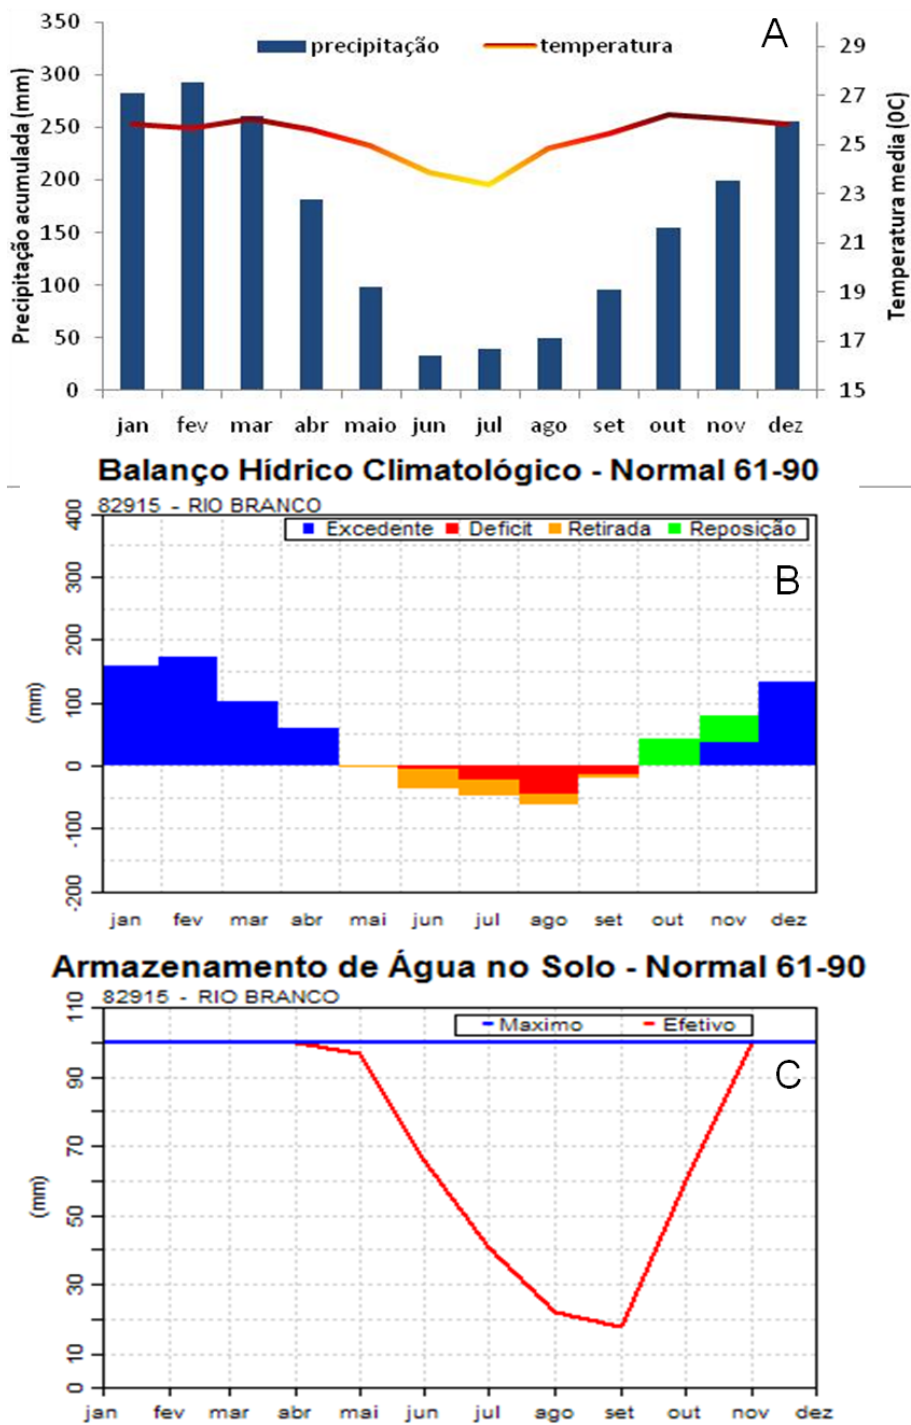 350
300
250
200
150
100
50
0
Precipitação acumulada (mm)
precipitação temperatura
A
29
27
25
23
21
19
17
15
Temperatura media (0C)
jan fev mar abr maio jun jul ago set out nov dez
Balanço Hídrico Climatológico - Normal 61-90
82915 - RIO BRANCO
Excedente Deficit Retirada Reposição
B
400
300
200
100
0
-100
-200
(mm)
jan fev mar abr mai jun jul ago set out nov dez
Armazenamento de Água no Solo - Normal 61-90
82915 - RIO BRANCO
Maximo Efetivo
C
110
90
70
50
30
10
0
(mm)
jan fev mar abr mai jun jul ago set out nov dez